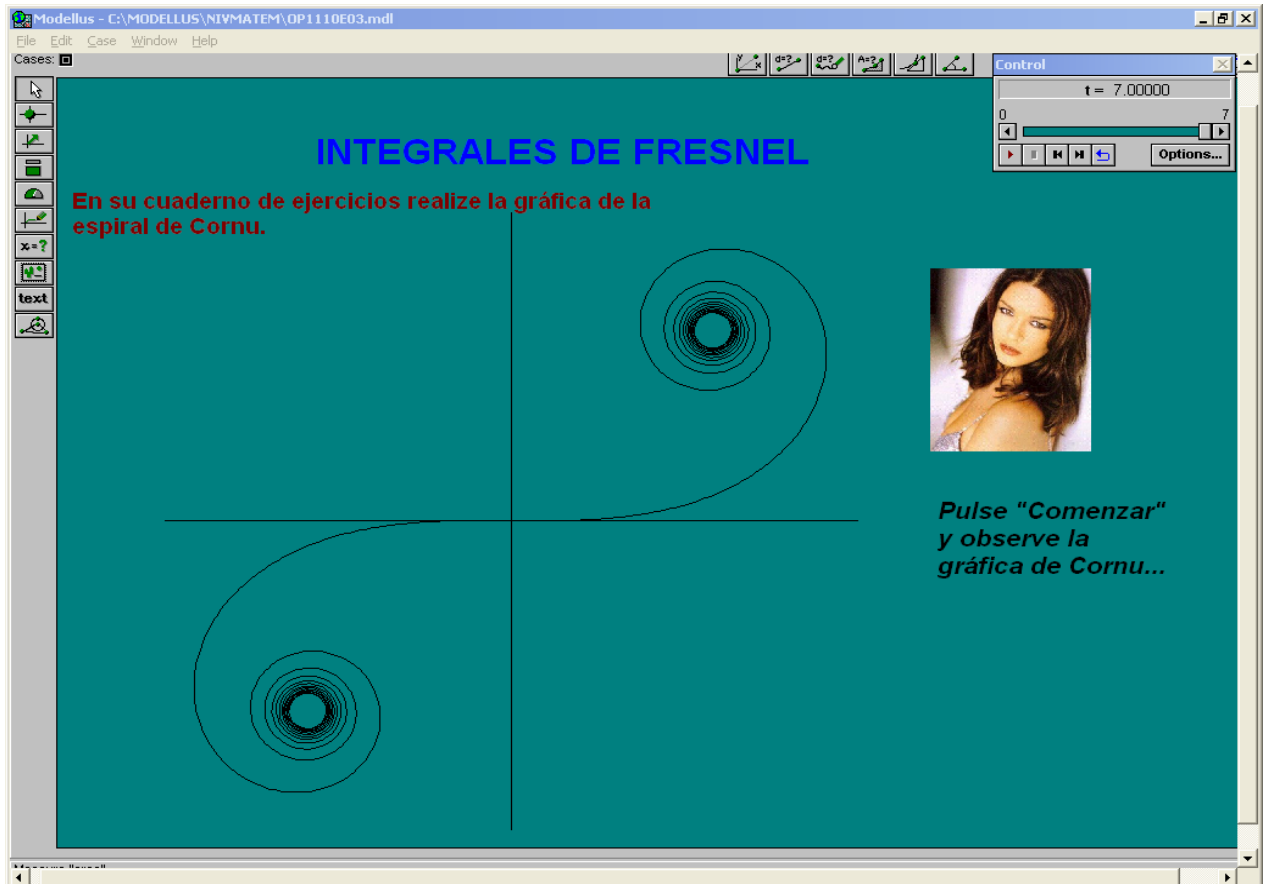 Modellus - C:\MODELLUS\NIVMATEM\OP1110E03.mdl
File Edit Case Window Help
Cases:
Control
t = 7.00000
0 7
Options...
INTEGRALES DE FRESNEL
En su cuaderno de ejercicios realize la gráfica de la
espiral de Cornu.
x=?
text
Pulse "Comenzar"
y observe la
gráfica de Cornu...